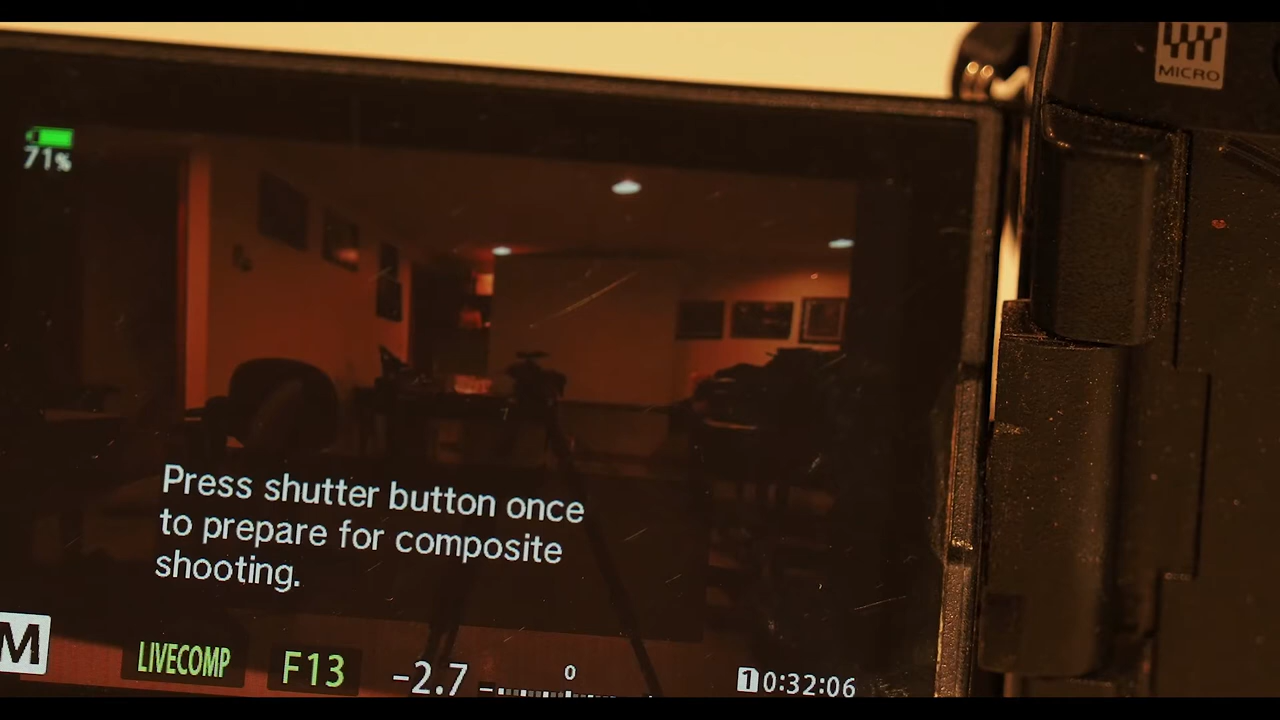 MICRO
71%
Press shutter button once
to prepare for composite
shooting.
M
LIVECOMP
F13
-2.7
0
1 0:32:06